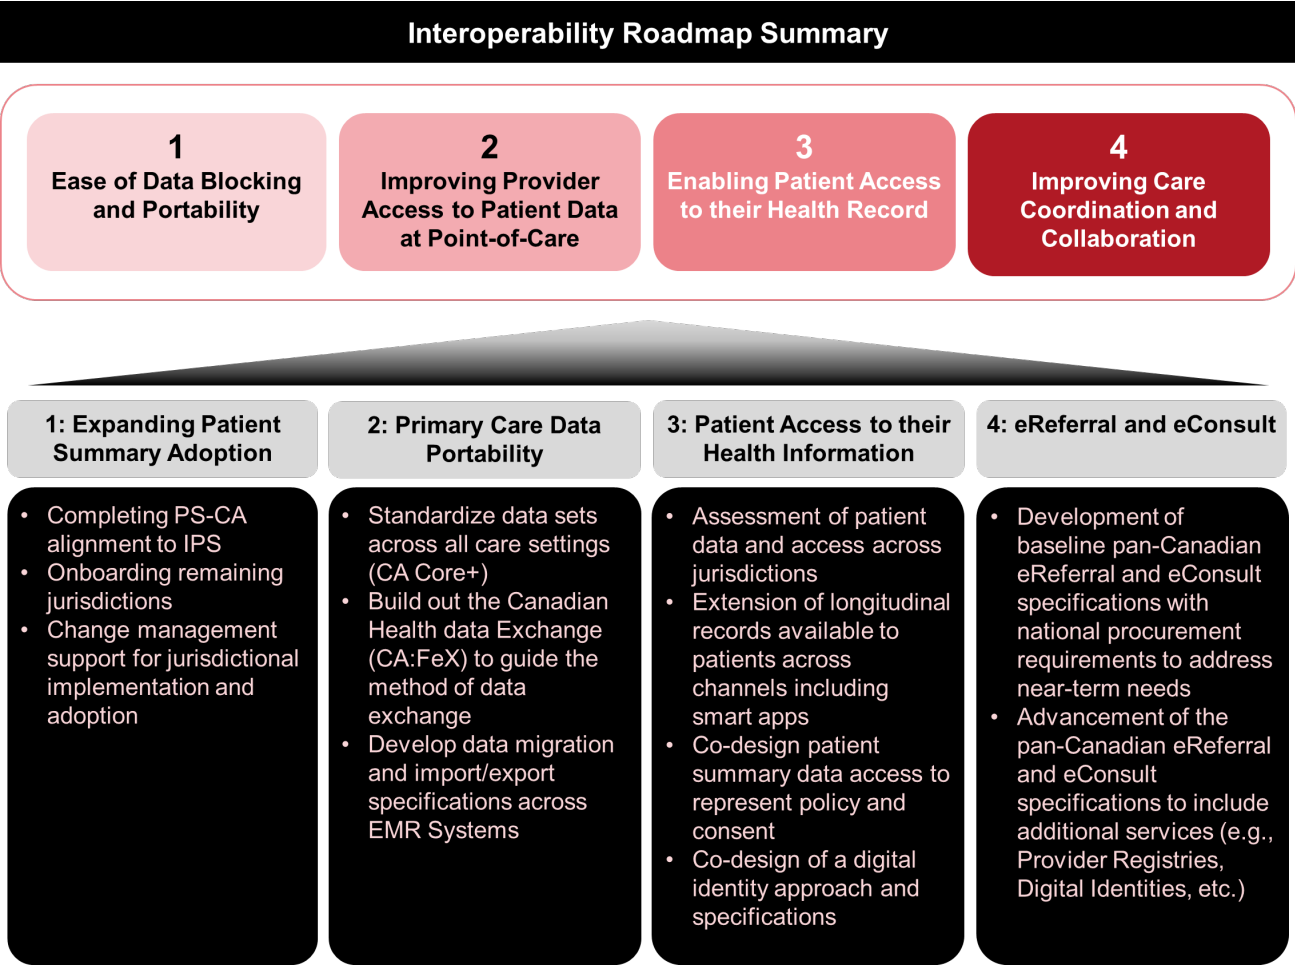 Interoperability Roadmap Summary
1
Ease of Data Blocking
and Portability
2
Improving Provider
Access to Patient Data
at Point-of-Care
3
Enabling Patient Access
to their Health Record
4
Improving Care
Coordination and
Collaboration
1: Expanding Patient
Summary Adoption
• Completing PS-CA
alignment to IPS
• Onboarding remaining
jurisdictions
• Change management
support for jurisdictional
implementation and
adoption
2: Primary Care Data
Portability
• Standardize data sets
across all care settings
(CA Core+)
• Build out the Canadian
Health data Exchange
(CA:FeX) to guide the
method of data
exchange
• Develop data migration
and import/export
specifications across
EMR Systems
3: Patient Access to their
Health Information
• Assessment of patient
data and access across
jurisdictions
• Extension of longitudinal
records available to
patients across
channels including
smart apps
• Co-design patient
summary data access to
represent policy and
consent
• Co-design of a digital
identity approach and
specifications
4: eReferral and eConsult
• Development of
baseline pan-Canadian
eReferral and eConsult
specifications with
national procurement
requirements to address
near-term needs
• Advancement of the
pan-Canadian eReferral
and eConsult
specifications to include
additional services (e.g.,
Provider Registries,
Digital Identities, etc.)